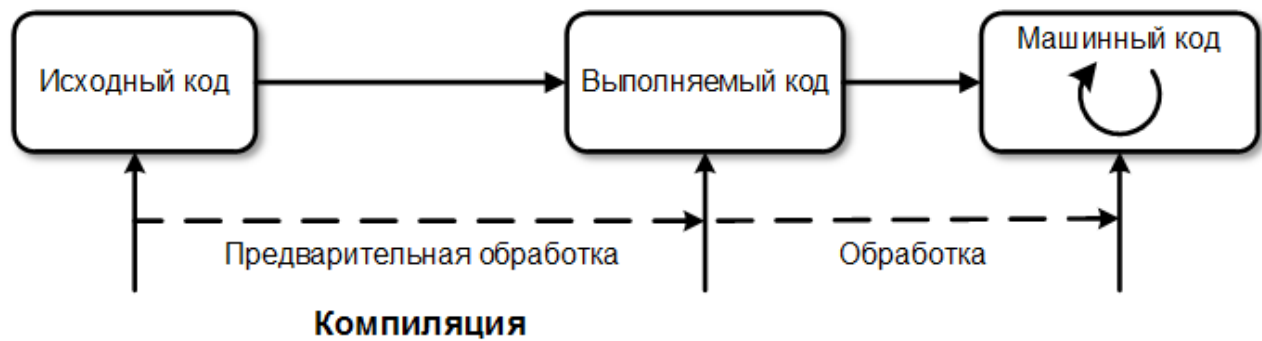 Исходный код
Выполняемый код
Машинный код
Предварительная обработка
Обработка
Компиляция